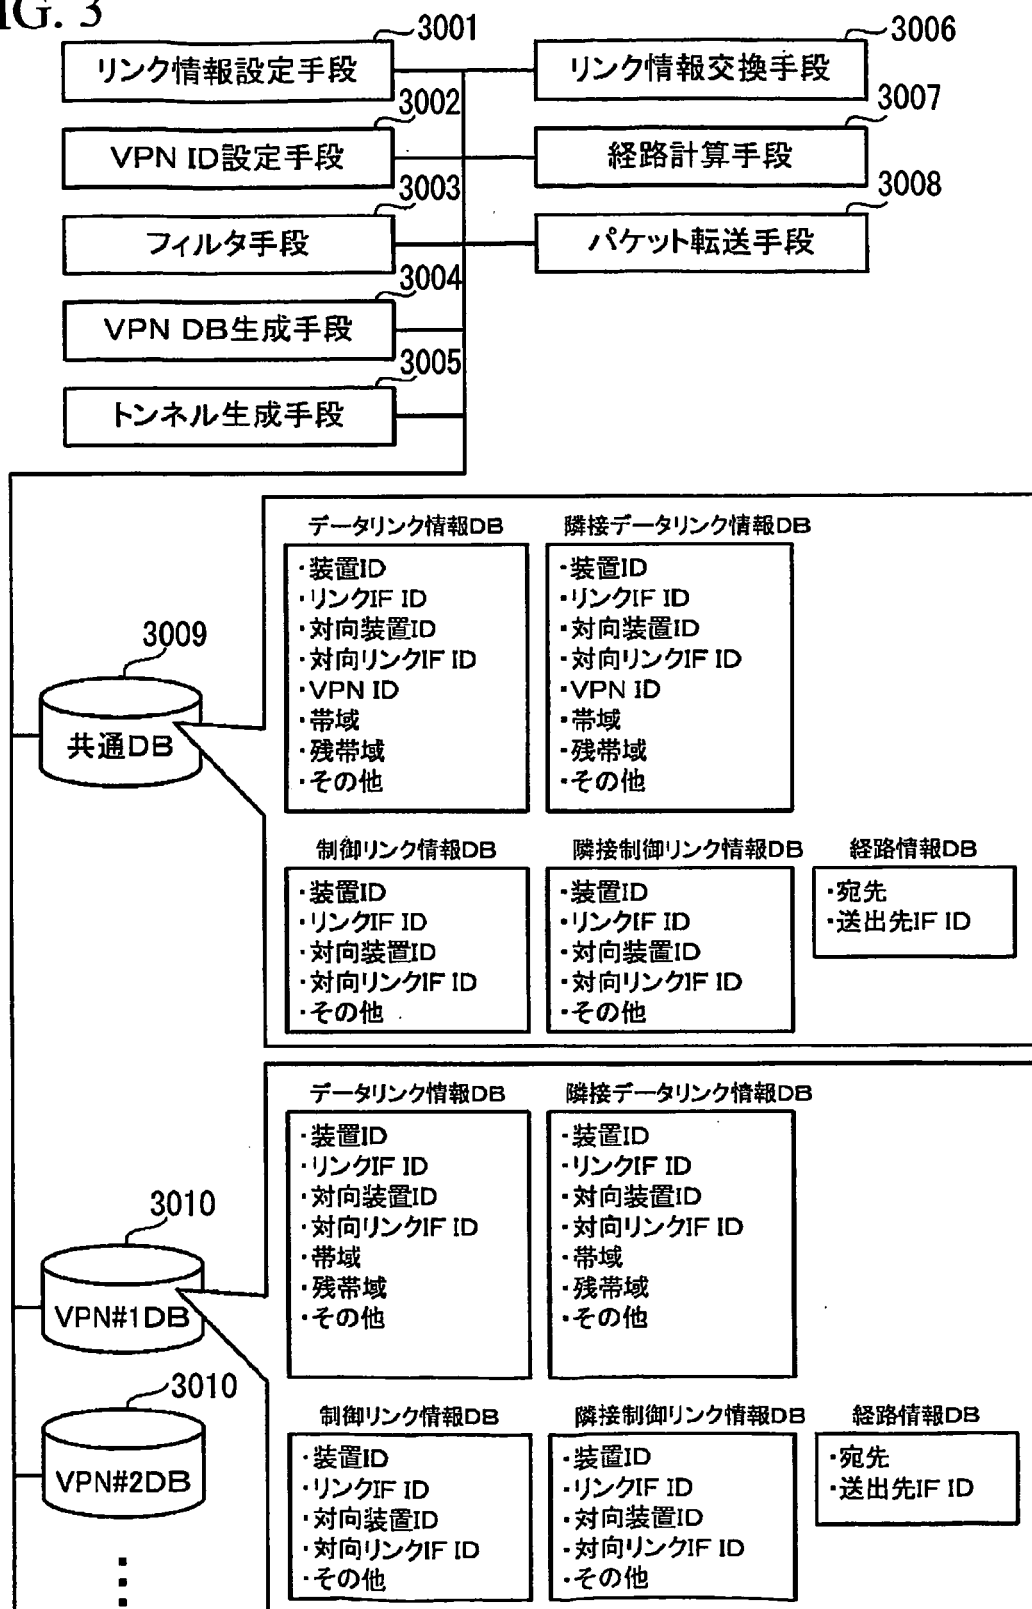 IG. 3
3001
リンク情報設定手段
3002
VPN ID設定手段
3003
フィルタ手段
3004
VPN DB生成手段
3005
トンネル生成手段
3006
リンク情報交換手段
3007
経路計算手段
3008
パケット転送手段
3009
共通DB
データリンク情報DB
・装置ID
・リンクIF ID
・対向装置ID
・対向リンクIF ID
・VPN ID
・帯域
・残帯域
・その他
隣接データリンク情報DB
・装置ID
・リンクIF ID
・対向装置ID
・対向リンクIF ID
・VPN ID
・帯域
・残帯域
・その他
制御リンク情報DB
・装置ID
・リンクIF ID
・対向装置ID
・対向リンクIF ID
・その他
隣接制御リンク情報DB
・装置ID
・リンクIF ID
・対向装置ID
・対向リンクIF ID
・その他
経路情報DB
・宛先
・送出先IF ID
3010
VPN#1DB
データリンク情報DB
・装置ID
・リンクIF ID
・対向装置ID
・対向リンクIF ID
・帯域
・残帯域
・その他
隣接データリンク情報DB
・装置ID
・リンクIF ID
・対向装置ID
・対向リンクIF ID
・帯域
・残帯域
・その他
3010
VPN#2DB
制御リンク情報DB
・装置ID
・リンクIF ID
・対向装置ID
・対向リンクIF ID
・その他
隣接制御リンク情報DB
・装置ID
・リンクIF ID
・対向装置ID
・対向リンクIF ID
・その他
経路情報DB
・宛先
・送出先IF ID